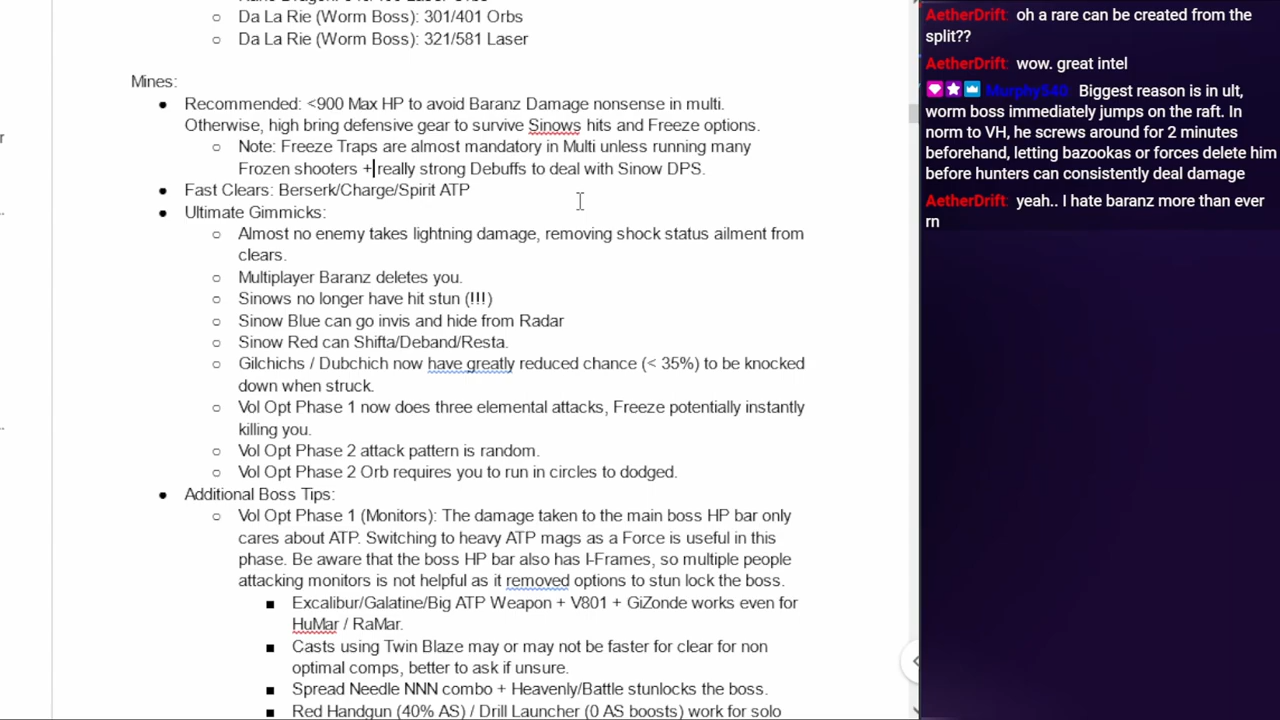 Da La Rie (Worm Boss): 301/401 Orbs
Da La Rie (Worm Boss): 321/581 Laser
Mines:
Recommended: <900 Max HP to avoid Baranz Damage nonsense in multi.
Otherwise, high bring defensive gear to survive Sinows hits and Freeze options.
Note: Freeze Traps are almost mandatory in Multi unless running many
Frozen shooters + really strong Debuffs to deal with Sinow DPS.
Fast Clears: Berserk/Charge/Spirit ATP
Ultimate Gimmicks:
Almost no enemy takes lightning damage, removing shock status ailment from
clears.
Multiplayer Baranz deletes you.
Sinows no longer have hit stun (!!!)
Sinow Blue can go invis and hide from Radar
Sinow Red can Shifta/Deband/Resta.
Gilchichs / Dubchich now have greatly reduced chance (< 35%) to be knocked
down when struck.
Vol Opt Phase 1 now does three elemental attacks, Freeze potentially instantly
killing you.
Vol Opt Phase 2 attack pattern is random.
Vol Opt Phase 2 Orb requires you to run in circles to dodged.
Additional Boss Tips:
Vol Opt Phase 1 (Monitors): The damage taken to the main boss HP bar only
cares about ATP. Switching to heavy ATP mags as a Force is useful in this
phase. Be aware that the boss HP bar also has I-Frames, so multiple people
attacking monitors is not helpful as it removed options to stun lock the boss.
Excalibur/Galatine/Big ATP Weapon + V801 + GiZonde works even for
HuMar / RaMar.
Casts using Twin Blaze may or may not be faster for clear for non
optimal comps, better to ask if unsure.
Spread Needle NNN combo + Heavenly/Battle stunlocks the boss.
Red Handgun (40% AS) / Drill Launcher (0 AS boosts) work for solo
AetherDrift: oh a rare can be created from the
split??
AetherDrift: wow. great intel
Murphy540: Biggest reason is in ult,
worm boss immediately jumps on the raft. In
norm to VH, he screws around for 2 minutes
beforehand, letting bazookas or forces delete him
before hunters can consistently deal damage
AetherDrift: yeah.. I hate baranz more than ever
rn